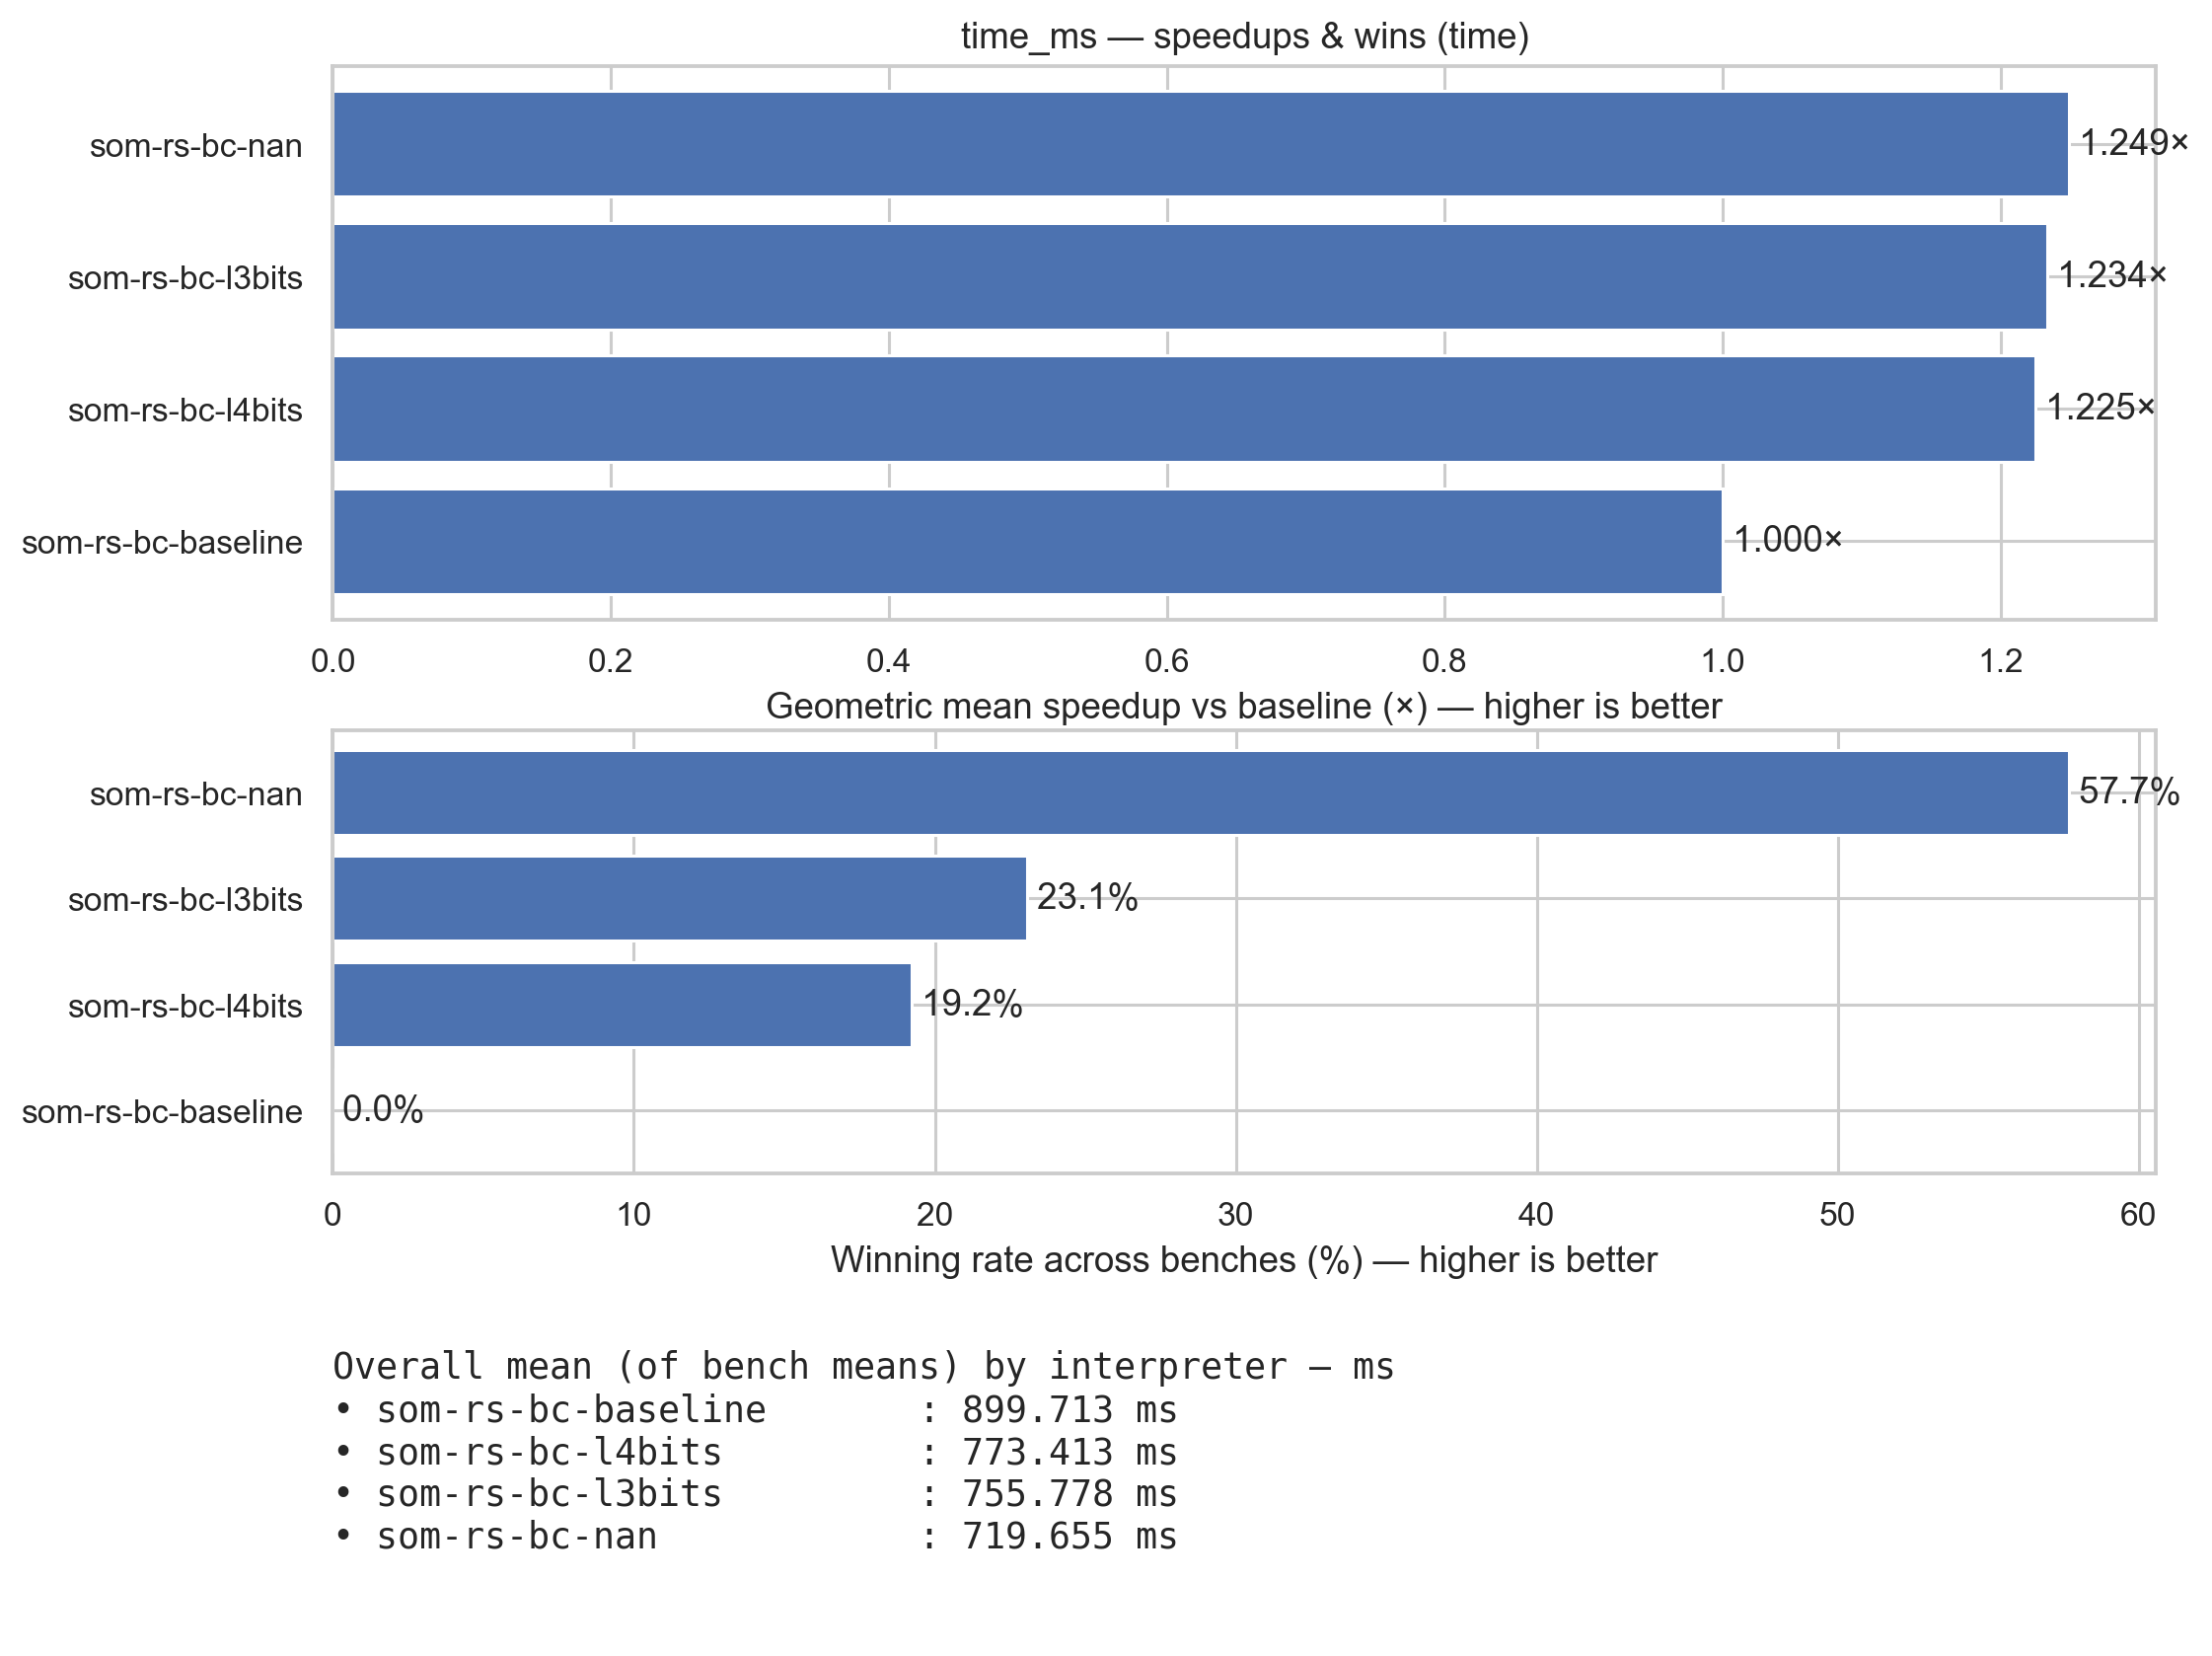 time_ms — speedups & wins (time)
som-rs-bc-nan
1.249×
som-rs-bc-l3bits
1.234×
som-rs-bc-l4bits
1.225×
som-rs-bc-baseline
1.000×
0.0 0.2 0.4 0.6 0.8 1.0 1.2
Geometric mean speedup vs baseline (×) — higher is better
som-rs-bc-nan
57.7%
som-rs-bc-l3bits
23.1%
som-rs-bc-l4bits
19.2%
som-rs-bc-baseline
0.0%
0 10 20 30 40 50 60
Winning rate across benches (%) — higher is better
Overall mean (of bench means) by interpreter — ms
• som-rs-bc-baseline : 899.713 ms
• som-rs-bc-l4bits : 773.413 ms
• som-rs-bc-l3bits : 755.778 ms
• som-rs-bc-nan : 719.655 ms